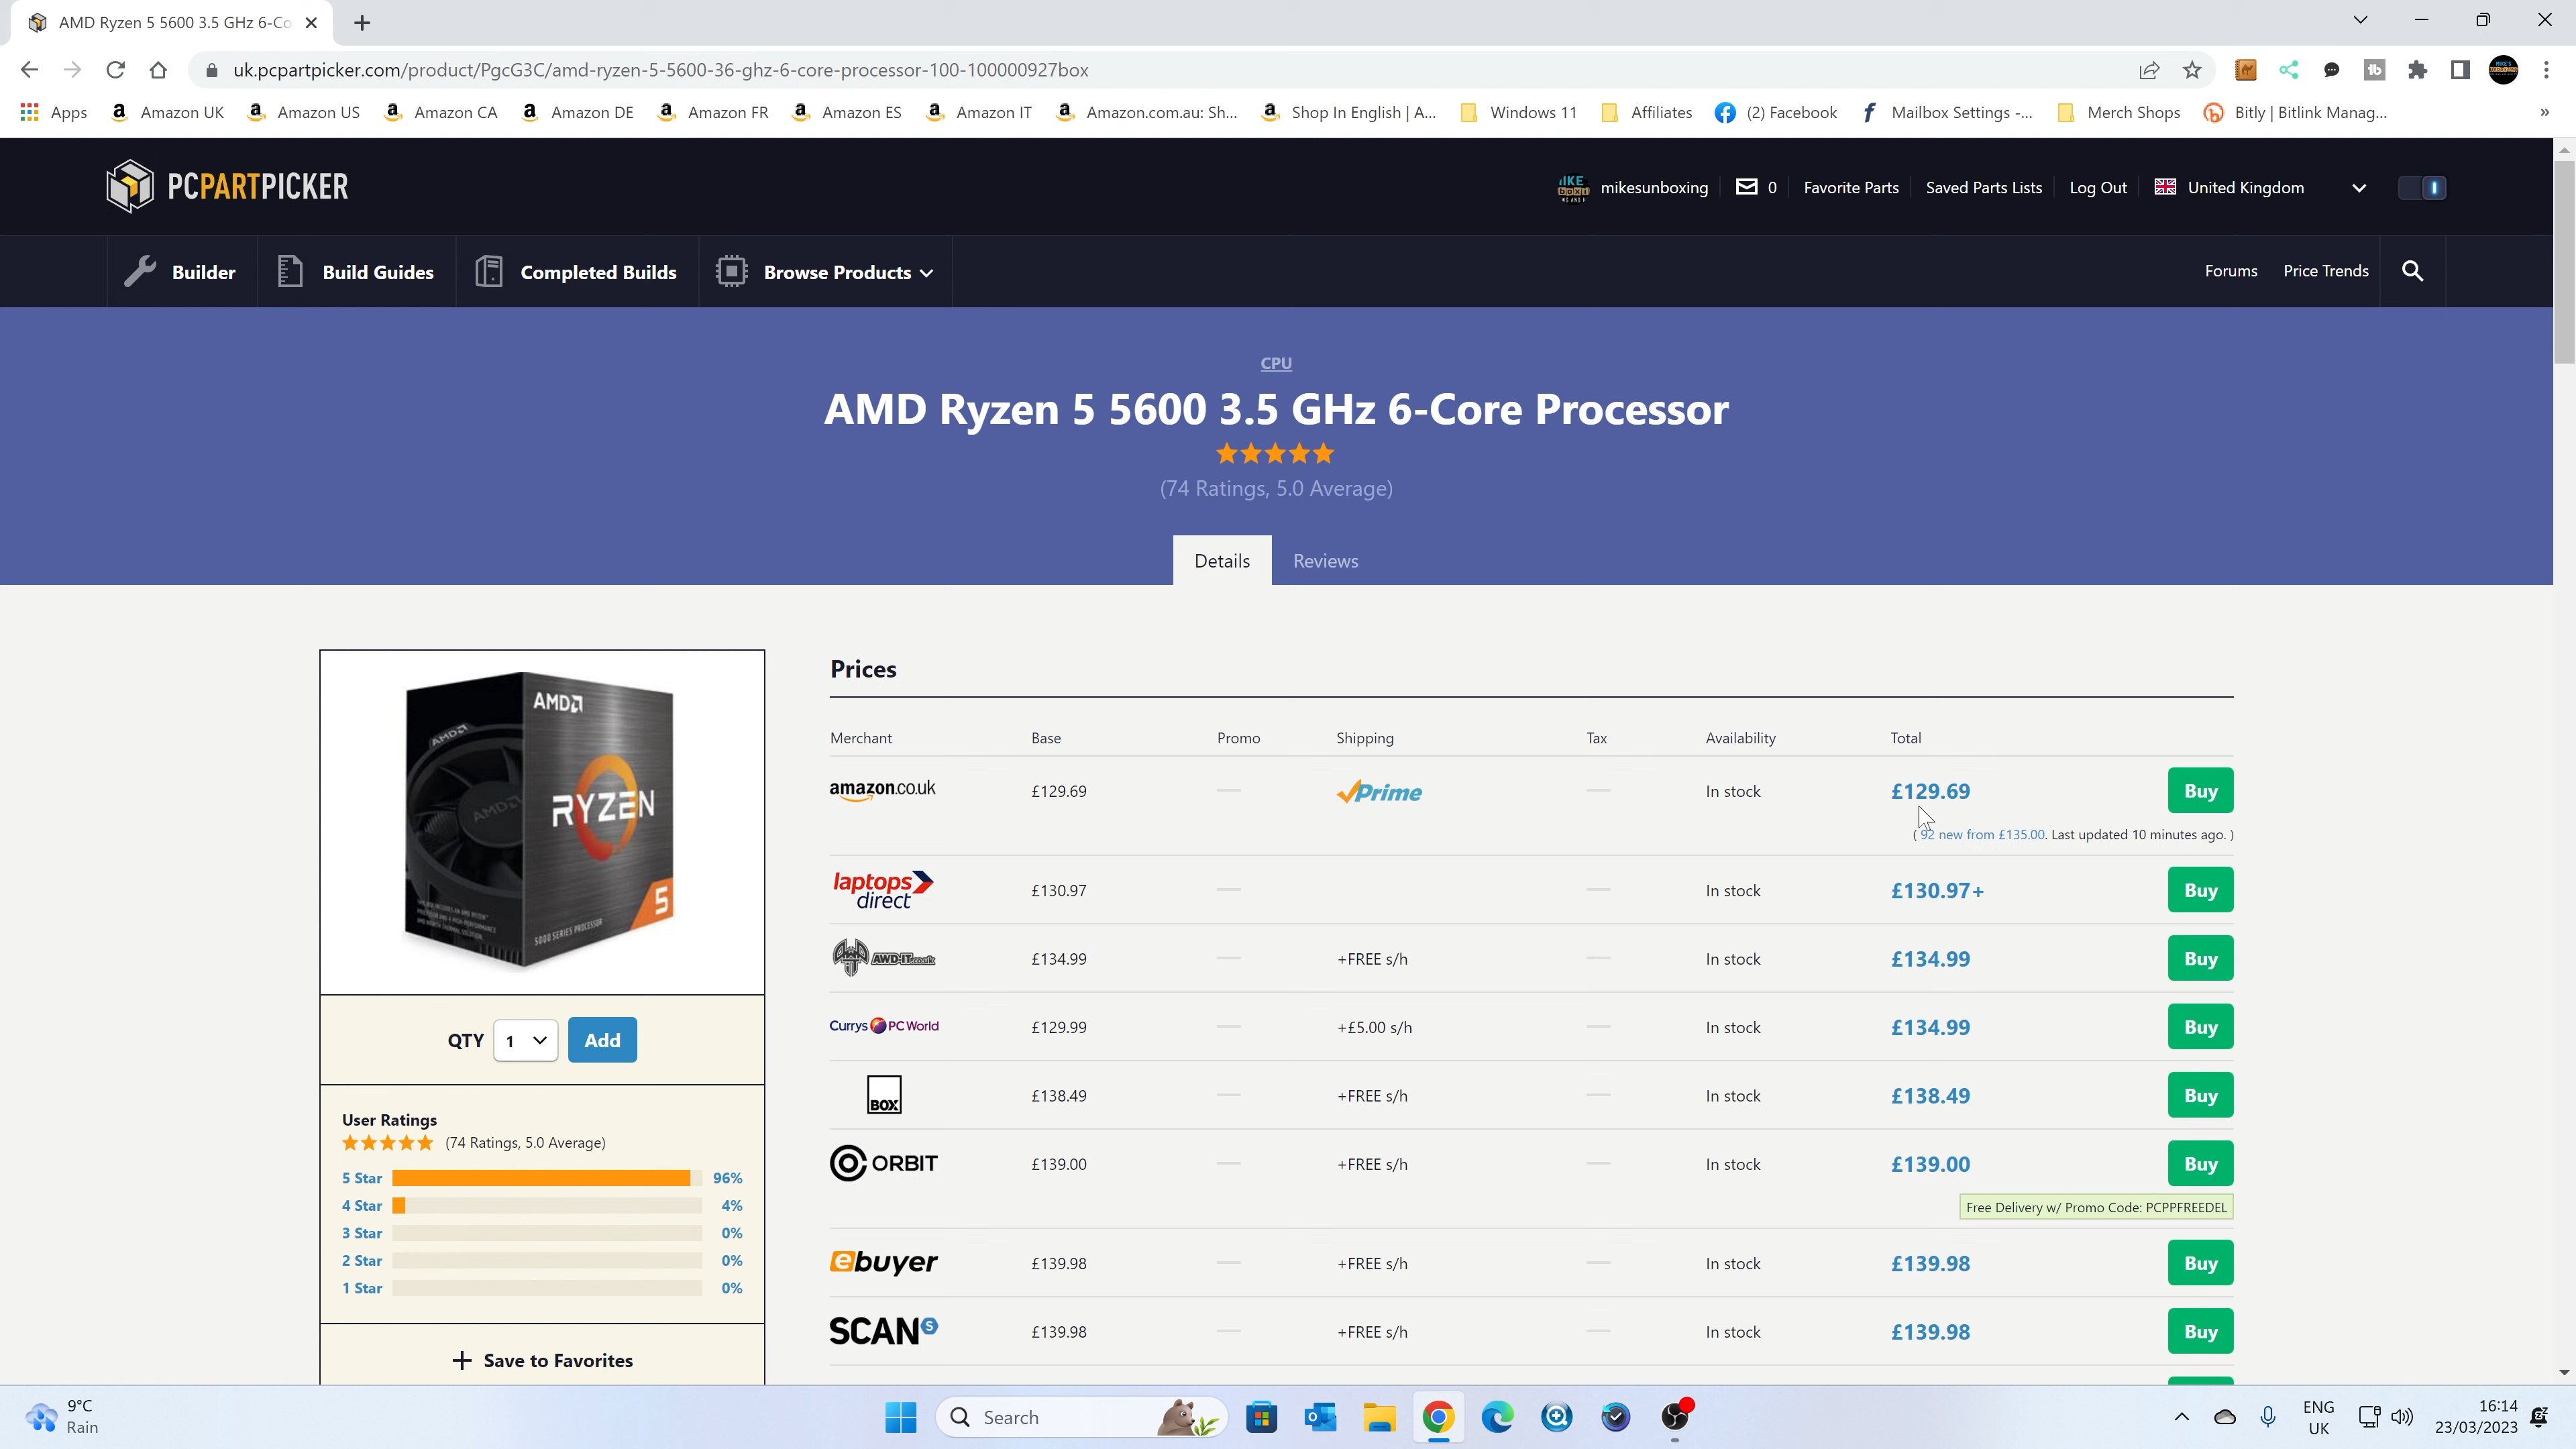 AMD Ryzen 5 5600 3.5 GHz 6-Co
uk.pcpartpicker.com/product/PgcG3C/amd-ryzen-5-5600-36-ghz-6-core-processor-100-100000927box
Apps Amazon UK Amazon US Amazon CA Amazon DE Amazon FR Amazon ES Amazon IT Amazon.com.au: Sh... Shop In English | A... Windows 11 Affiliates (2) Facebook Mailbox Settings -... Merch Shops Bitly | Bitlink Manag... »
PCPARTPICKER
mikesunboxing 0 Favorite Parts Saved Parts Lists Log Out United Kingdom
Builder Build Guides Completed Builds Browse Products Forums Price Trends
CPU
AMD Ryzen 5 5600 3.5 GHz 6-Core Processor
(74 Ratings, 5.0 Average)
Details Reviews
AMD
RYZEN
5
5000 SERIES PROCESSOR
QTY 1 Add
User Ratings
(74 Ratings, 5.0 Average)
5 Star 96%
4 Star 4%
3 Star 0%
2 Star 0%
1 Star 0%
+ Save to Favorites
Prices
Merchant Base Promo Shipping Tax Availability Total
amazon.co.uk £129.69 — Prime — In stock £129.69 Buy
( 92 new from £135.00. Last updated 10 minutes ago. )
laptops direct £130.97 — — In stock £130.97+ Buy
AWD-IT.co.uk £134.99 — +FREE s/h — In stock £134.99 Buy
Currys PC World £129.99 — +£5.00 s/h — In stock £134.99 Buy
BOX £138.49 — +FREE s/h — In stock £138.49 Buy
ORBIT £139.00 — +FREE s/h — In stock £139.00 Buy
Free Delivery w/ Promo Code: PCPPFREEDEL
ebuyer £139.98 — +FREE s/h — In stock £139.98 Buy
SCAN S £139.98 — +FREE s/h — In stock £139.98 Buy
9°C
Rain
Search
ENG
UK
16:14
23/03/2023